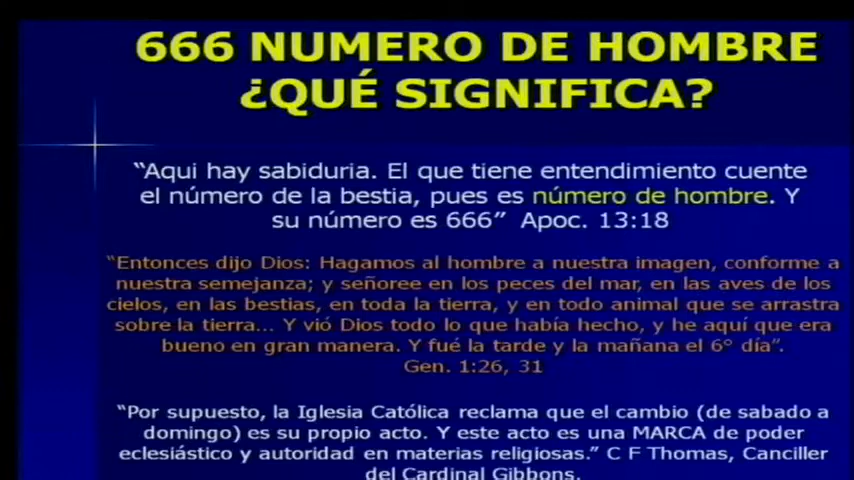 666 NUMERO DE HOMBRE
¿QUÉ SIGNIFICA?
“Aqui hay sabiduria. El que tiene entendimiento cuente
el número de la bestia, pues es número de hombre. Y
su número es 666” Apoc. 13:18
“Entonces dijo Dios: Hagamos al hombre a nuestra imagen, conforme a
nuestra semejanza; y señoree en los peces del mar, en las aves de los
cielos, en las bestias, en toda la tierra, y en todo animal que se arrastra
sobre la tierra... Y vió Dios todo lo que había hecho, y he aquí que era
bueno en gran manera. Y fué la tarde y la mañana el 6° día”.
Gen. 1:26, 31
“Por supuesto, la Iglesia Católica reclama que el cambio (de sabado a
domingo) es su propio acto. Y este acto es una MARCA de poder
eclesiástico y autoridad en materias religiosas.” C F Thomas, Canciller
del Cardinal Gibbons.